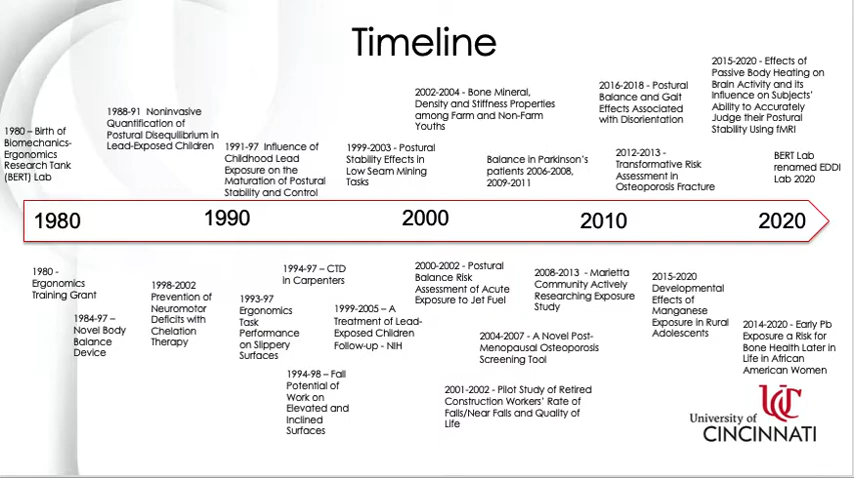 Timeline
1980 – Birth of
Biomechanics-
Ergonomics
Research Tank
(BERT) Lab
1988-91 Noninvasive
Quantification of
Postural Disequilibrium in
Lead-Exposed Children
1991-97 Influence of
Childhood Lead
Exposure on the
Maturation of Postural
Stability and Control
1999-2003 - Postural
Stability Effects in
Low Seam Mining
Tasks
2002-2004 - Bone Mineral,
Density and Stiffness Properties
among Farm and Non-Farm
Youths
Balance in Parkinson's
patients 2006-2008,
2009-2011
2016-2018 - Postural
Balance and Gait
Effects Associated
with Disorientation
2012-2013 -
Transformative Risk
Assessment in
Osteoporosis Fracture
2015-2020 - Effects of
Passive Body Heating on
Brain Activity and its
Influence on Subjects'
Ability to Accurately
Judge their Postural
Stability Using fMRI
BERT Lab
renamed EDDI
Lab 2020
1980
1990
2000
2010
2020
1980 -
Ergonomics
Training Grant
1984-97 –
Novel Body
Balance
Device
1998-2002
Prevention of
Neuromotor
Deficits with
Chelation
Therapy
1993-97
Ergonomics
Task
Performance
on Slippery
Surfaces
1994-97 – CTD
in Carpenters
1999-2005 – A
Treatment of Lead-
Exposed Children
Follow-up - NIH
1994-98 – Fall
Potential of
Work on
Elevated and
Inclined
Surfaces
2000-2002 - Postural
Balance Risk
Assessment of Acute
Exposure to Jet Fuel
2008-2013 - Marietta
Community Actively
Researching Exposure
Study
2004-2007 - A Novel Post-
Menopausal Osteoporosis
Screening Tool
2001-2002 - Pilot Study of Retired
Construction Workers' Rate of
Falls/Near Falls and Quality of
Life
2015-2020
Developmental
Effects of
Manganese
Exposure in Rural
Adolescents
2014-2020 - Early Pb
Exposure a Risk for
Bone Health Later in
Life in African
American Women
UC
University of
CINCINNATI